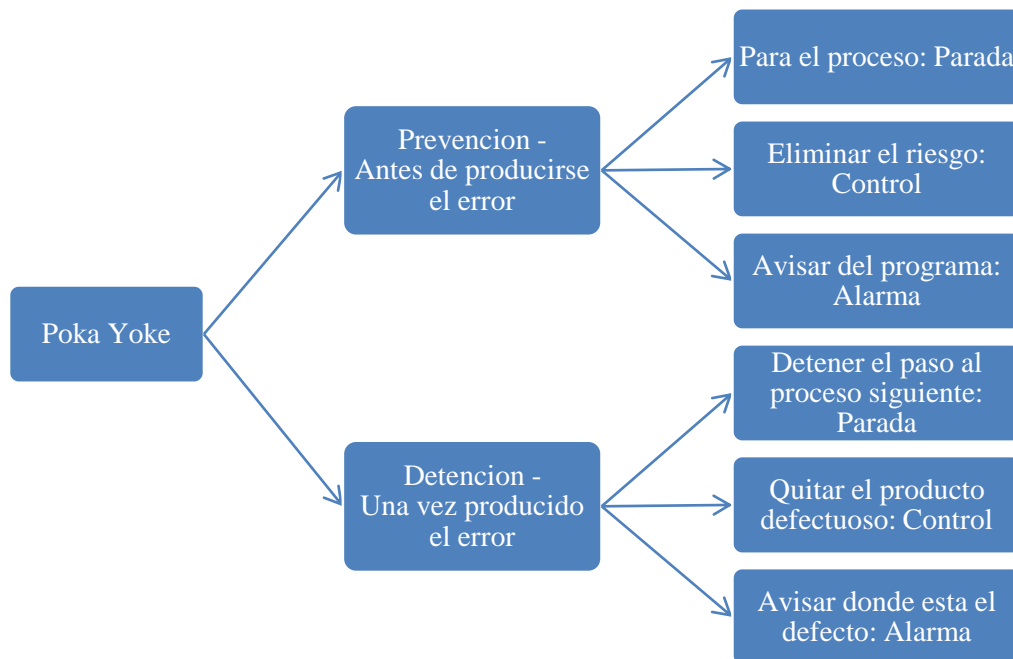 Poka Yoke
Prevencion -
Antes de producirse
el error
Detencion -
Una vez producido
el error
Para el proceso: Parada
Eliminar el riesgo:
Control
Avisar del programa:
Alarma
Detener el paso al
proceso siguiente:
Parada
Quitar el producto
defectuoso: Control
Avisar donde esta el
defecto: Alarma